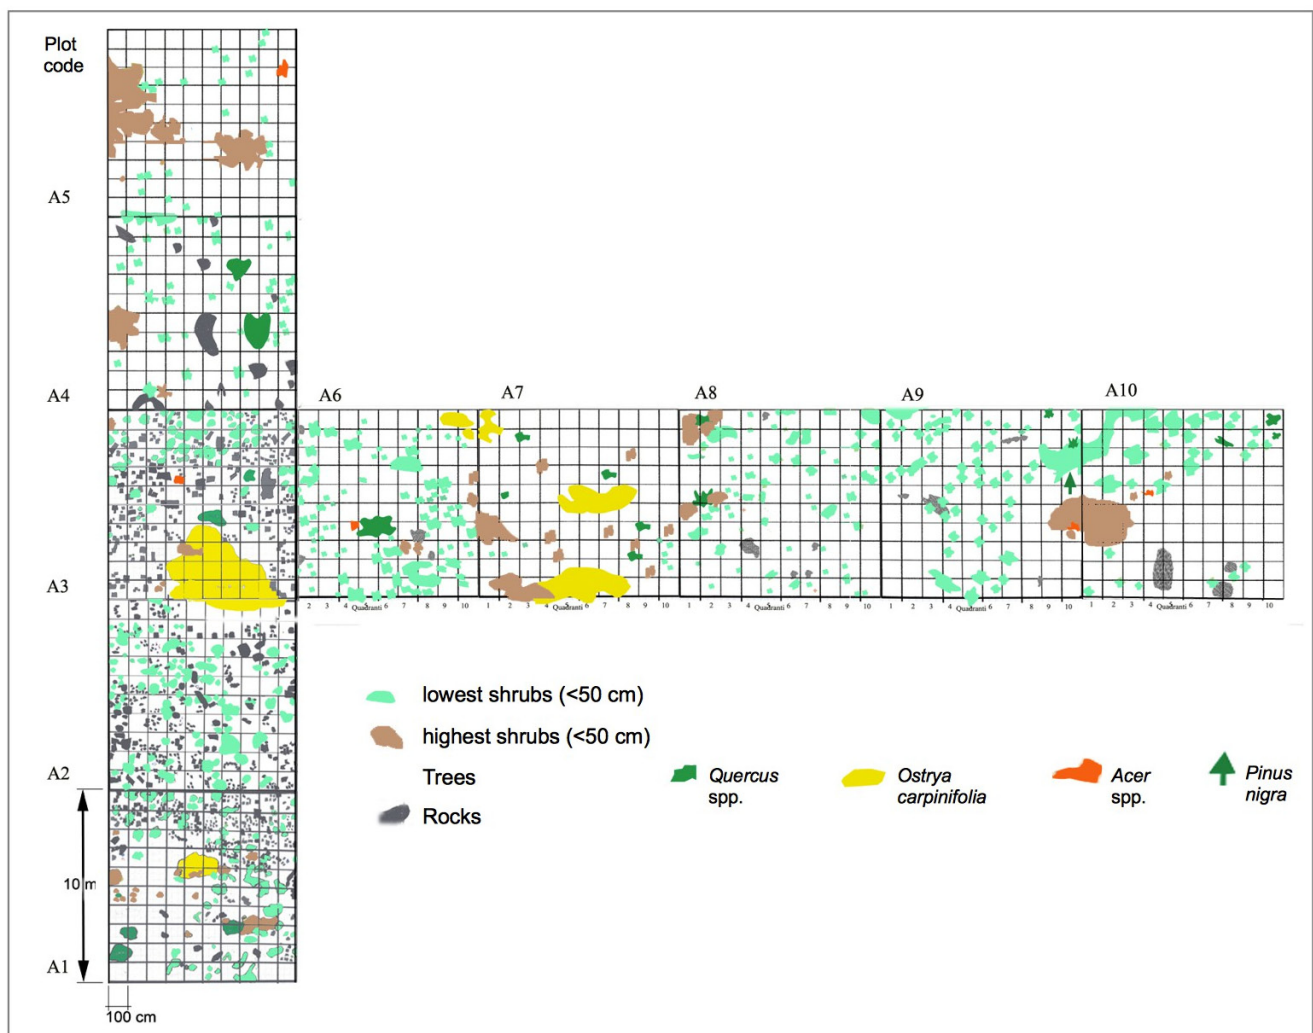 Plot
code
A5
A4
A6 A7 A8 A9 A10
A3
2 3 4 Quadranti 6 7 8 9 10 1 2 3 4 Quadranti 6 7 8 9 10 1 2 3 4 Quadranti 6 7 8 9 10 1 2 3 4 Quadranti 6 7 8 9 10 1 2 3 4 Quadranti 6 7 8 9 10
lowest shrubs (<50 cm)
highest shrubs (<50 cm)
Trees
Rocks
Quercus
spp.
Ostrya
carpinifolia
Acer
spp.
Pinus
nigra
A2
10 m
A1
100 cm